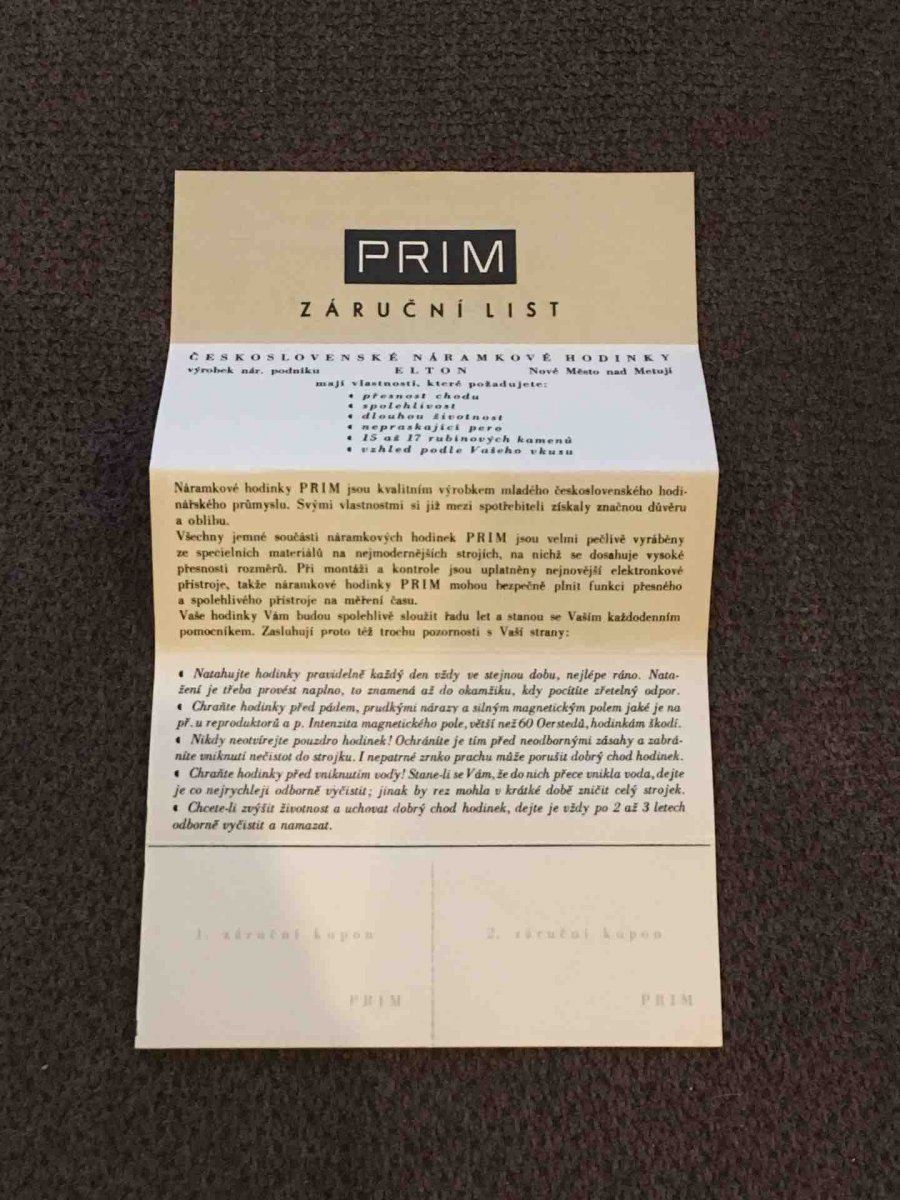 PRIM
ZÁRUČNÍ LIST
ČESKOSLOVENSKÉ NÁRAMKOVÉ HODINKY
výrobek nár. podniku ELTON Nové Město nad Metují
mají vlastnosti, které požadujete:
přesnost chodu
spolehlivost
dlouhou životnost
nepraskající pero
15 až 17 rubínových kamenů
vzhled podle Vašeho vkusu
Náramkové hodinky PRIM jsou kvalitním výrobkem mladého československého hodi-
nářského průmyslu. Svými vlastnostmi si již mezi spotřebiteli získaly značnou důvěru
a oblibu.
Všechny jemné součásti náramkových hodinek PRIM jsou velmi pečlivě vyráběny
ze specielních materiálů na nejmodernějších strojích, na nichž se dosahuje vysoké
přesnosti rozměrů. Při montáži a kontrole jsou uplatněny nejnovější elektronkové
přístroje, takže náramkové hodinky PRIM mohou bezpečně plnit funkci přesného
a spolehlivého přístroje na měření času.
Vaše hodinky Vám budou spolehlivě sloužit řadu let a stanou se Vaším každodenním
pomocníkem. Zasluhují proto též trochu pozornosti s Vaší strany:
Natahujte hodinky pravidelně každý den vždy ve stejnou dobu, nejlépe ráno. Nata-
žení je třeba provést naplno, to znamená až do okamžiku, kdy pocítíte zřetelný odpor.
Chraňte hodinky před pádem, prudkými nárazy a silným magnetickým polem jaké je na
př. u reproduktorů a p. Intenzita magnetického pole, větší než 60 Oerstedů, hodinkám škodí.
Nikdy neotvírejte pouzdro hodinek! Ochráníte je tím před neodbornými zásahy a zabrá-
níte vniknutí nečistot do strojku. I nepatrné zrnko prachu může porušit dobrý chod hodinek.
Chraňte hodinky před vniknutím vody! Stane-li se Vám, že do nich přece vnikla voda, dejte
je co nejrychleji odborně vyčistit; jinak by rez mohla v krátké době zničit celý strojek.
Chcete-li zvýšit životnost a uchovat dobrý chod hodinek, dejte je vždy po 2 až 3 letech
odborně vyčistit a namazat.
1. záruční kupon 2. záruční kupon
PRIM PRIM